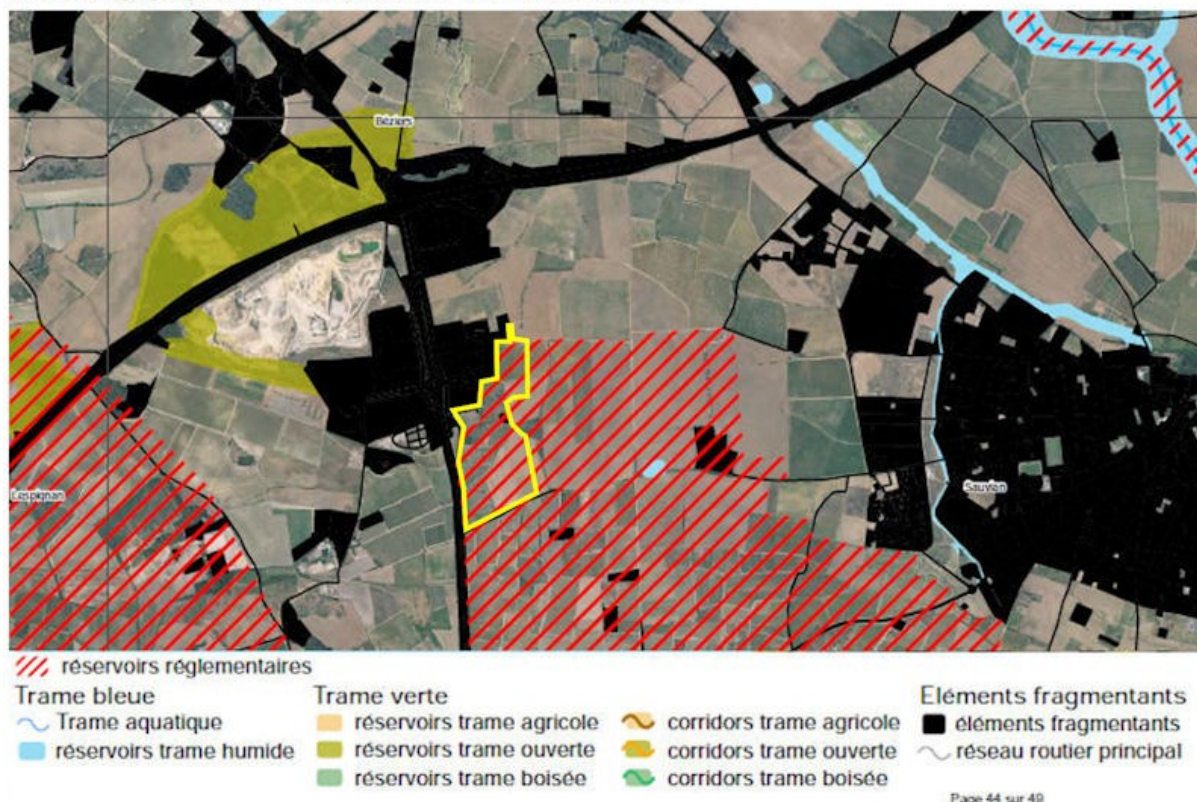 Béziers
Lespignan
Sauvian
réservoirs réglementaires
Trame bleue
Trame aquatique
réservoirs trame humide
Trame verte
réservoirs trame agricole
réservoirs trame ouverte
réservoirs trame boisée
corridors trame agricole
corridors trame ouverte
corridors trame boisée
Eléments fragmentants
éléments fragmentants
réseau routier principal
Page 44 sur 49